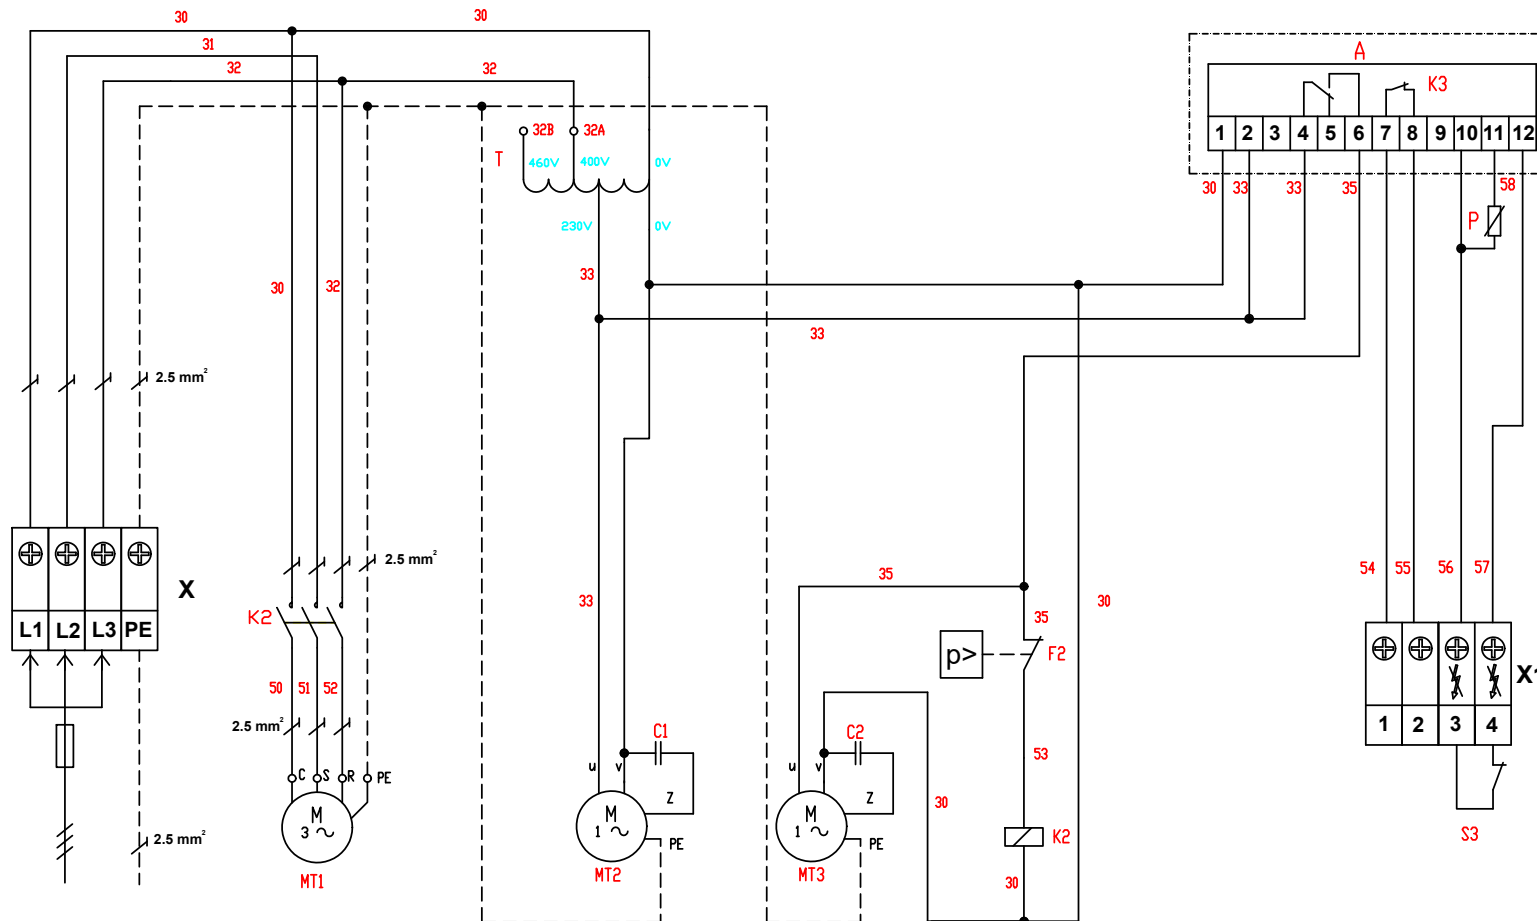 30 30
31
32 32
A
K3
32B 32A
T 460V 400V 0V
1 2 3 4 5 6 7 8 9 10 11 12
230V 0V
30 33 33 35 58
P
33
30 32
33
2.5 mm²
2.5 mm²
X
L1 L2 L3 PE
K2
33
35
30
35
p> F2
54 55 56 57
X1
1 2 3 4
50 51 52
2.5 mm²
C S R PE
M
3 ~
MT1
C1
u v
Z
M
1 ~
PE
MT2
C2
u v
Z
M
1 ~
PE
MT3
53
30
K2
30
S3
2.5 mm²